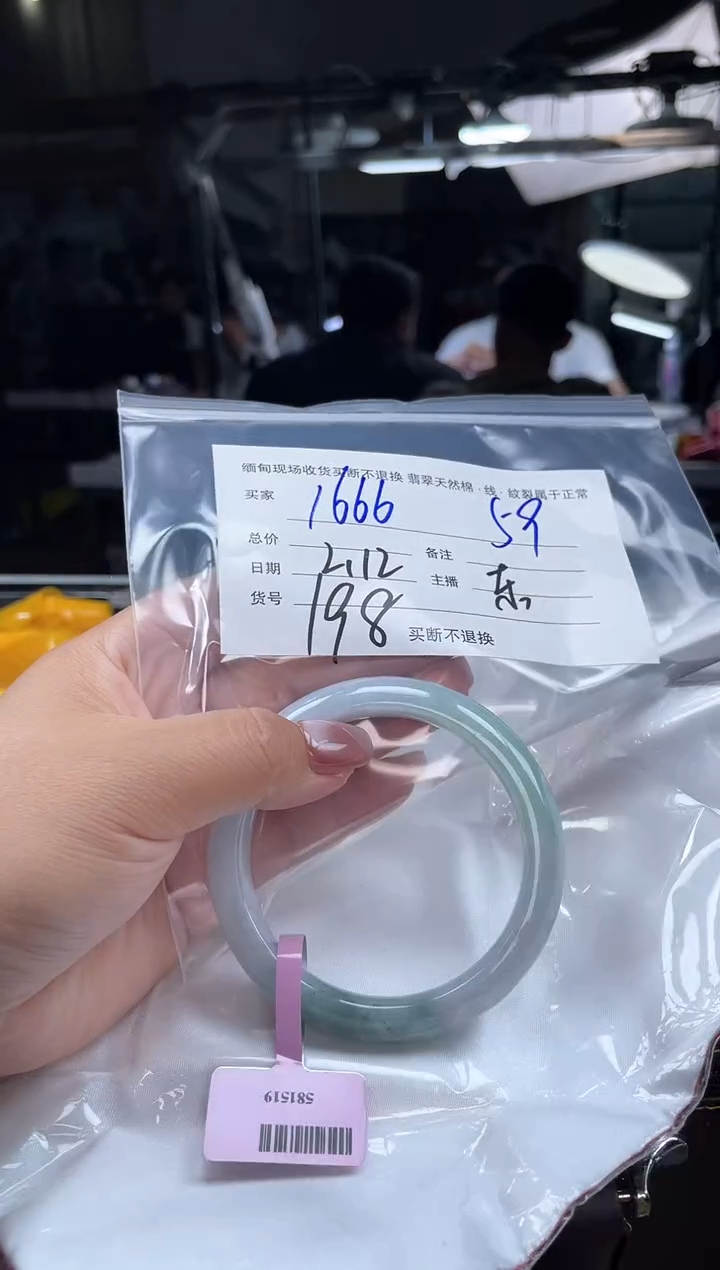 缅甸现场收货买断不退换 翡翠天然棉·线·纹裂属于正常
买家 1666 59
总价 备注
日期 2.12 主播 东
货号 198 买断不退换
581519